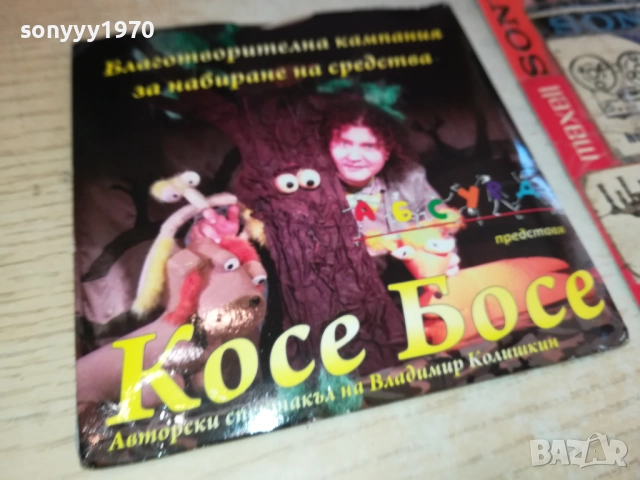 sonyyy1970
Благотворителна кампания
за набиране на средства
АБСУРД
представя
Косе Босе
Авторски спектакъл на Владимир Колишкин
SON
maxell
SON
BAZAR